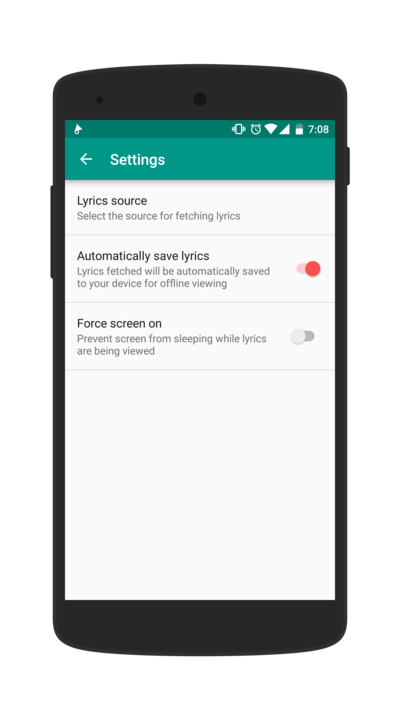 7:08
Settings
Lyrics source
Select the source for fetching lyrics
Automatically save lyrics
Lyrics fetched will be automatically saved
to your device for offline viewing
Force screen on
Prevent screen from sleeping while lyrics
are being viewed